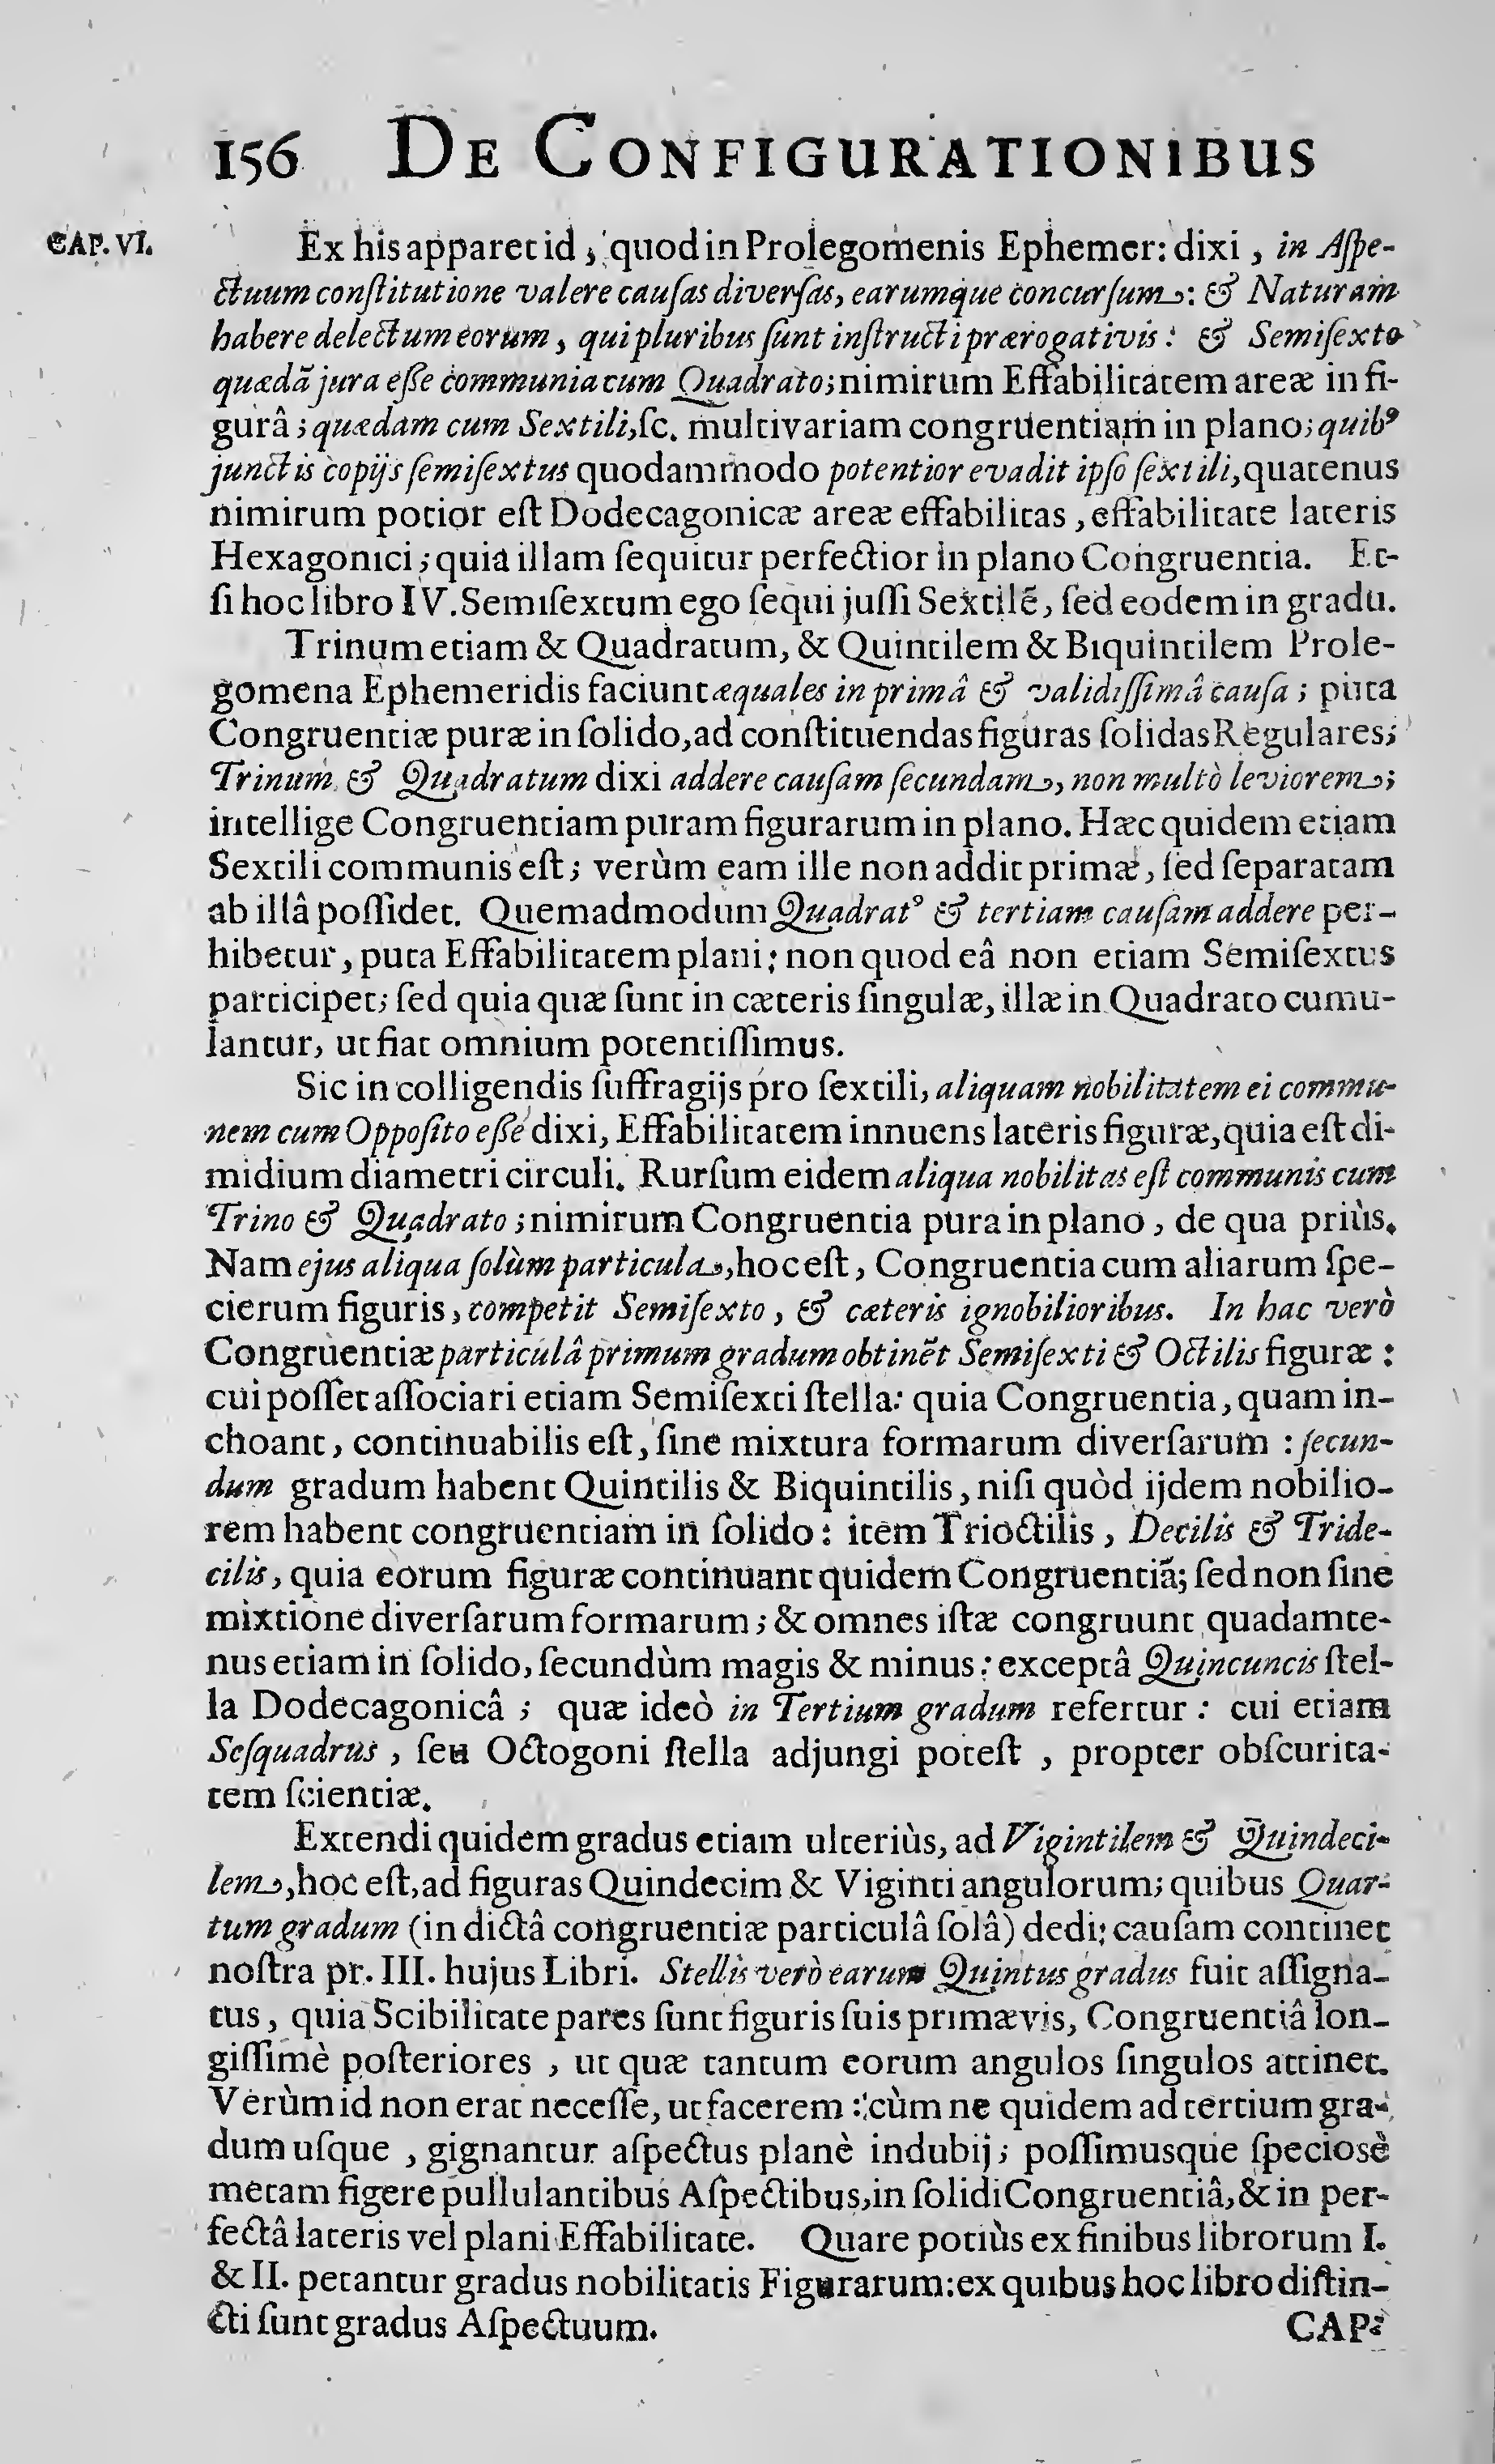 156 DE CONFIGURATIONIBUS
CAP. VI.
Ex his apparet id, quod in Prolegomenis Ephemer: dixi, in Aſpe-
ctuum conſtitutione valere cauſas diverſas, earumque concurſum: & Naturam
habere delectum eorum, qui pluribus ſunt inſtructi prærogativis: & Semiſexto
quædã jura eſſe communia cum Quadrato; nimirum Effabilitatem areæ in fi-
gurâ; quædam cum Sextili, ſc. multivariam congruentiam in plano; quibꝰ
junctis copijs ſemiſextus quodammodo potentior evadit ipſo ſextili, quatenus
nimirum potior eſt Dodecagonicæ areæ effabilitas, effabilitate lateris
Hexagonici; quia illam ſequitur perfectior in plano Congruentia. Et-
ſi hoc libro IV. Semiſextum ego ſequi juſſi Sextilẽ, ſed eodem in gradu.
Trinum etiam & Quadratum, & Quintilem & Biquintilem Prole-
gomena Ephemeridis faciunt æquales in primâ & validiſſimâ cauſa; puta
Congruentiæ puræ in ſolido, ad conſtituendas figuras ſolidas Regulares;
Trinum & Quadratum dixi addere cauſam ſecundam, non multò leviorem;
intellige Congruentiam puram figurarum in plano. Hæc quidem etiam
Sextili communis eſt; verùm eam ille non addit primæ, ſed ſeparatam
ab illâ poſſidet. Quemadmodum Quadratꝰ & tertiam cauſam addere per-
hibetur, puta Effabilitatem plani; non quod eâ non etiam Semiſextus
participet; ſed quia quæ ſunt in cæteris ſingulæ, illæ in Quadrato cumu-
lantur, ut fiat omnium potentiſſimus.
Sic in colligendis ſuffragijs pro ſextili, aliquam nobilitatem ei commu-
nem cum Oppoſito eſſe dixi, Effabilitatem innuens lateris figuræ, quia eſt di-
midium diametri circuli. Rurſum eidem aliqua nobilitas eſt communis cum
Trino & Quadrato; nimirum Congruentia pura in plano, de qua priùs.
Nam ejus aliqua ſolùm particula, hoc eſt, Congruentia cum aliarum ſpe-
cierum figuris, competit Semiſexto, & cæteris ignobilioribus. In hac verò
Congruentiæ particulâ primum gradum obtinẽt Semiſexti & Octilis figuræ:
cui poſſet aſſociari etiam Semiſexti ſtella: quia Congruentia, quam in-
choant, continuabilis eſt, ſine mixtura formarum diverſarum: ſecun-
dum gradum habent Quintilis & Biquintilis, niſi quòd ijdem nobilio-
rem habent congruentiam in ſolido: item Trioctilis, Decilis & Tride-
cilis, quia eorum figuræ continuant quidem Congruentiã; ſed non ſine
mixtione diverſarum formarum; & omnes iſtæ congruunt quadamte-
nus etiam in ſolido, ſecundùm magis & minus: exceptâ Quincuncis ſtel-
la Dodecagonicâ; quæ ideò in Tertium gradum refertur: cui etiam
Seſquadrus, ſeu Octogoni ſtella adjungi poteſt, propter obſcurita-
tem ſcientiæ.
Extendi quidem gradus etiam ulteriùs, ad Vigintilem & Quindeci-
lem, hoc eſt, ad figuras Quindecim & Viginti angulorum; quibus Quar-
tum gradum (in dictâ congruentiæ particulâ ſolâ) dedi; cauſam continet
noſtra pr. III. hujus Libri. Stellis verò earum Quintus gradus fuit aſſigna-
tus, quia Scibilitate pares ſunt figuris ſuis primævis, Congruentiâ lon-
giſſimè poſteriores, ut quæ tantum eorum angulos ſingulos attinet.
Verùm id non erat neceſſe, ut facerem: cùm ne quidem ad tertium gra-
dum uſque, gignantur aſpectus planè indubij; poſſimusque ſpeciosè
metam figere pullulantibus Aſpectibus, in ſolidi Congruentiâ, & in per-
fectâ lateris vel plani Effabilitate. Quare potiùs ex finibus librorum I.
& II. petantur gradus nobilitatis Figurarum: ex quibus hoc libro diſtin-
cti ſunt gradus Aſpectuum.
CAP.